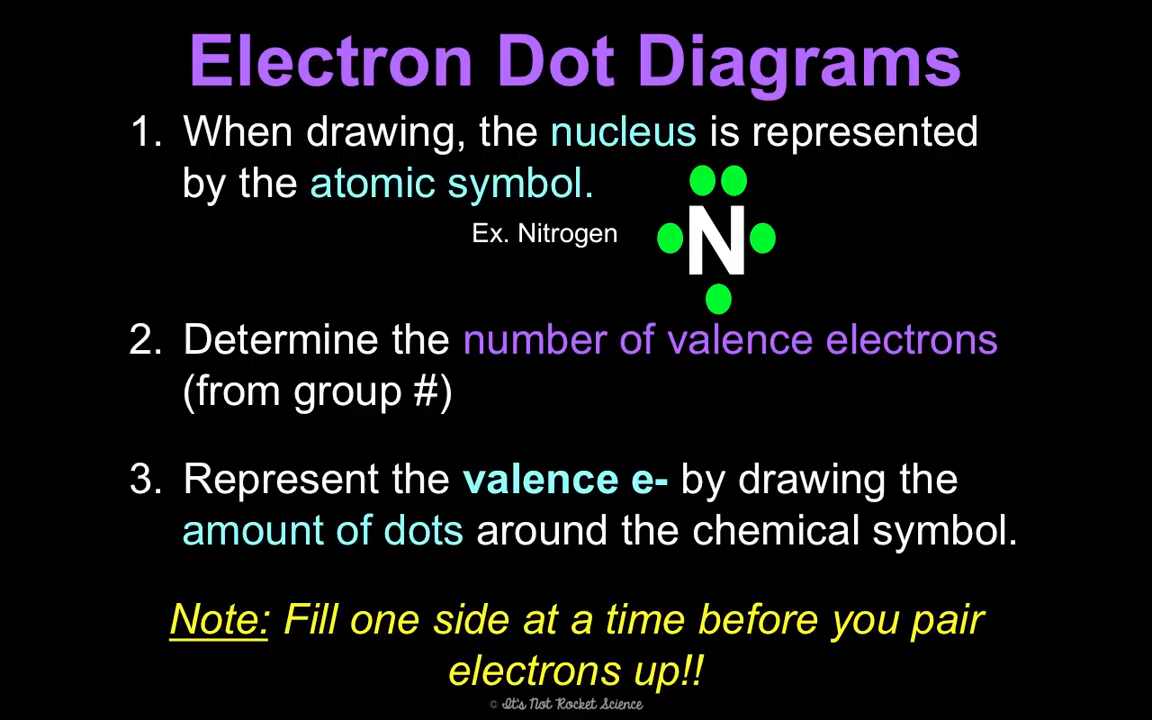 Electron Dot Diagrams
1. When drawing, the nucleus is represented
by the atomic symbol.
Ex. Nitrogen
N
2. Determine the number of valence electrons
(from group #)
3. Represent the valence e- by drawing the
amount of dots around the chemical symbol.
Note: Fill one side at a time before you pair
electrons up!!
© It's Not Rocket Science